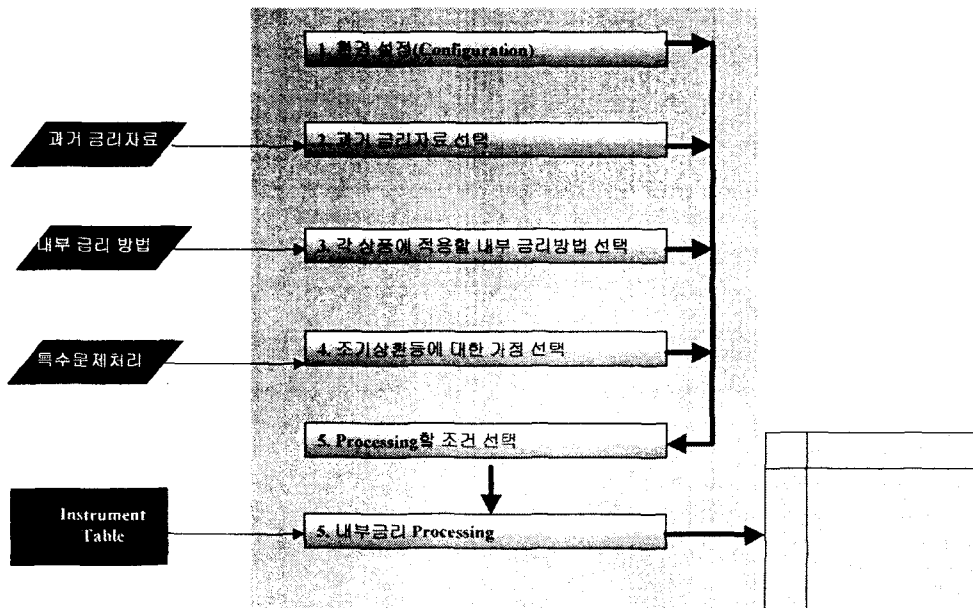 1. 환경 설정(Configuration)
과거 금리자료
2. 과거 금리자료 선택
내부 금리 방법
3. 각 상품에 적용할 내부 금리방법 선택
특수문제처리
4. 조기상환등에 대한 가정 선택
5. Processing할 조건 선택
Instrument
Table
5. 내부금리 Processing